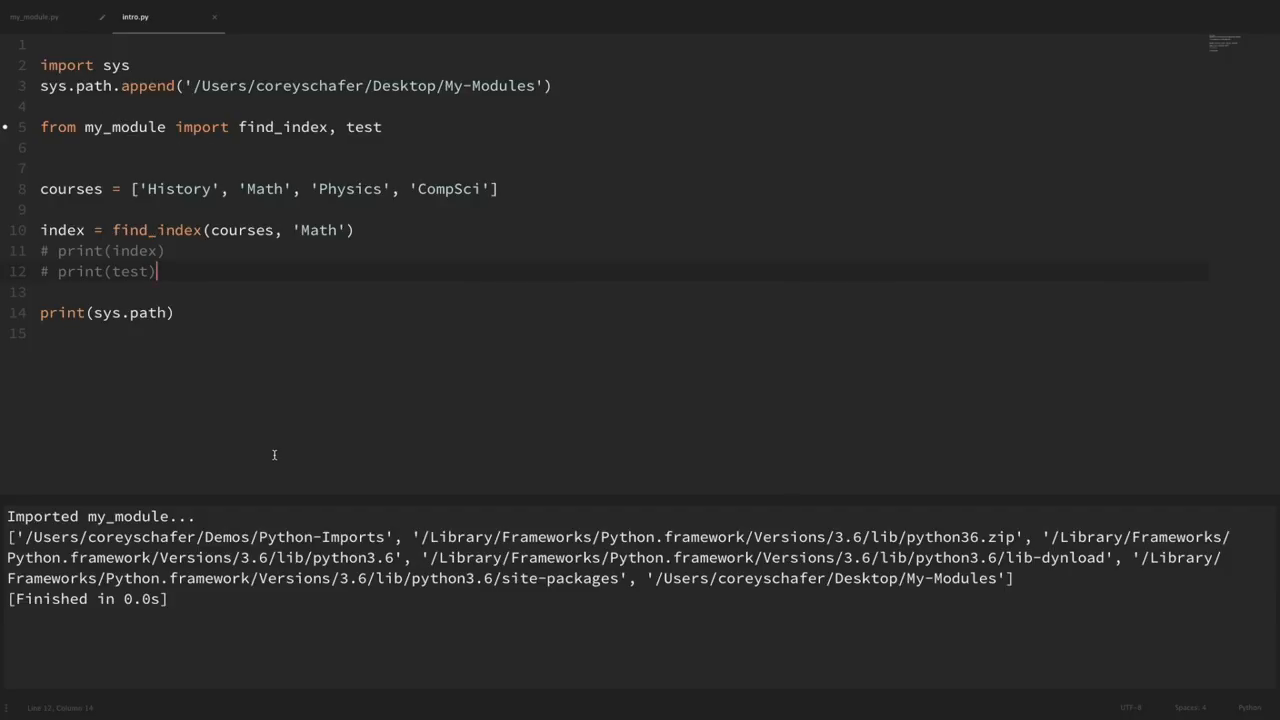 my_module.py
intro.py
1
2 import sys
3 sys.path.append('/Users/coreyschafer/Desktop/My-Modules')
4
5 from my_module import find_index, test
6
7
8 courses = ['History', 'Math', 'Physics', 'CompSci']
9
10 index = find_index(courses, 'Math')
11 # print(index)
12 # print(test)
13
14 print(sys.path)
15
Imported my_module...
['/Users/coreyschafer/Demos/Python-Imports', '/Library/Frameworks/Python.framework/Versions/3.6/lib/python36.zip', '/Library/Frameworks/
Python.framework/Versions/3.6/lib/python3.6', '/Library/Frameworks/Python.framework/Versions/3.6/lib/python3.6/lib-dynload', '/Library/
Frameworks/Python.framework/Versions/3.6/lib/python3.6/site-packages', '/Users/coreyschafer/Desktop/My-Modules']
[Finished in 0.0s]
Line 12, Column 14
UTF-8
Spaces: 4
Python